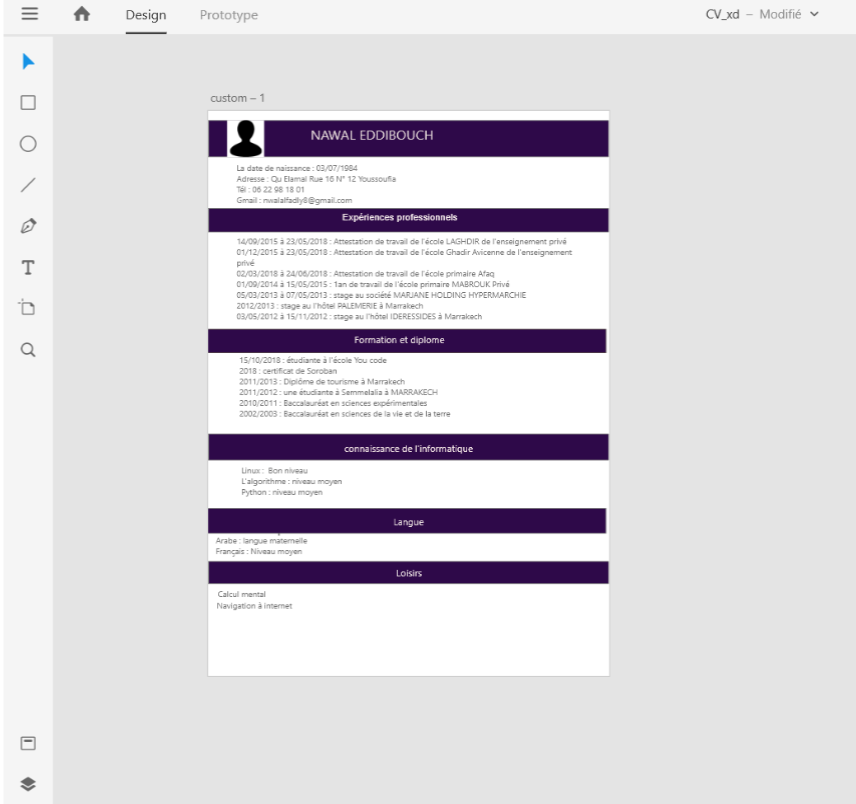 Design Prototype CV_xd – Modifié
custom – 1
NAWAL EDDIBOUCH
La date de naissance : 03/07/1984
Adresse : Qu Elamal Rue 16 N° 12 Youssoufia
Tél : 06 22 98 18 01
Gmail : nwalalfadly8@gmail.com
Expériences professionnels
14/09/2015 à 23/05/2018 : Attestation de travail de l'école LAGHDIR de l'enseignement privé
01/12/2015 à 23/05/2018 : Attestation de travail de l'école Ghadir Avicenne de l'enseignement
privé
02/03/2018 à 24/06/2018 : Attestation de travail de l'école primaire Afaq
01/09/2014 à 15/05/2015 : 1an de travail de l'école primaire MABROUK Privé
05/03/2013 à 07/05/2013 : stage au société MARJANE HOLDING HYPERMARCHIE
2012/2013 : stage au l'hôtel PALEMERIE à Marrakech
03/05/2012 à 15/11/2012 : stage au l'hôtel IDERESSIDES à Marrakech
Formation et diplome
15/10/2018 : étudiante à l'école You code
2018 : certificat de Soroban
2011/2013 : Diplôme de tourisme à Marrakech
2011/2012 : une étudiante à Semmelalia à MARRAKECH
2010/2011 : Baccalauréat en sciences expérimentales
2002/2003 : Baccalauréat en sciences de la vie et de la terre
connaissance de l'informatique
Linux : Bon niveau
L'algorithme : niveau moyen
Python : niveau moyen
Langue
Arabe : langue maternelle
Français : Niveau moyen
Loisirs
Calcul mental
Navigation à internet